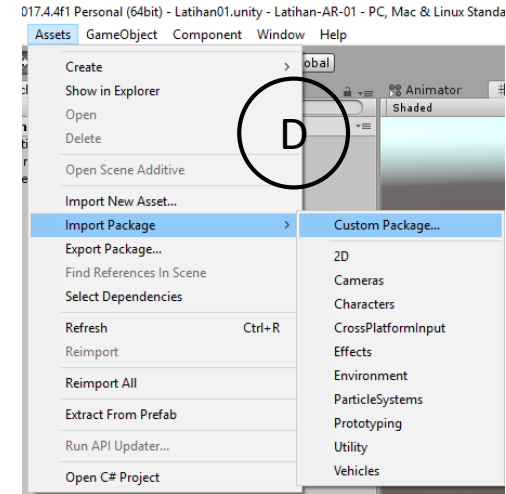 017.4.4f1 Personal (64bit) - Latihan01.unity - Latihan-AR-01 - PC, Mac & Linux Standa
Assets GameObject Component Window Help
obal
Create >
Animator
Show in Explorer
Shaded
Open
D
Delete
Open Scene Additive
Import New Asset...
Import Package > Custom Package...
Export Package...
2D
Find References In Scene
Cameras
Select Dependencies
Characters
Refresh Ctrl+R
CrossPlatformInput
Reimport
Effects
Reimport All
Environment
ParticleSystems
Extract From Prefab
Prototyping
Run API Updater...
Utility
Open C# Project
Vehicles